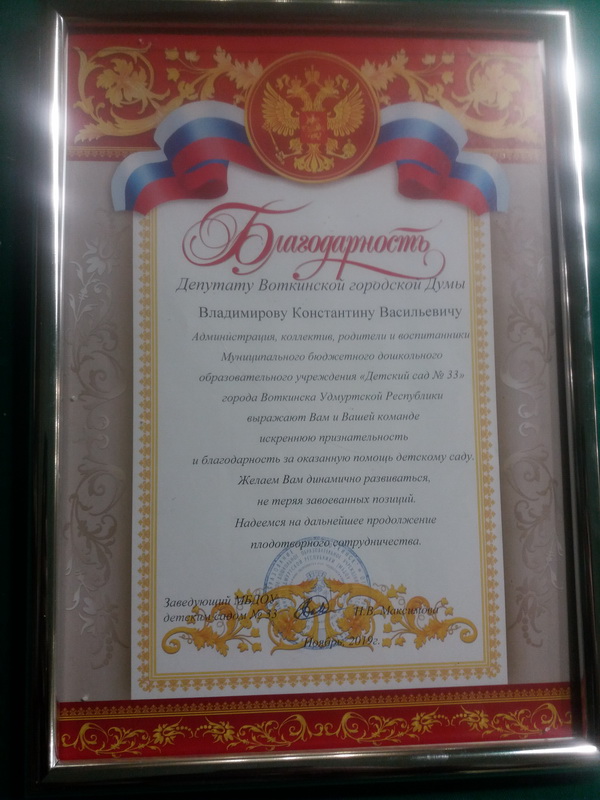 Благодарность
Депутату Воткинской городской Думы
Владимирову Константину Васильевичу
Администрация, коллектив, родители и воспитанники
Муниципального бюджетного дошкольного
образовательного учреждения «Детский сад № 33»
города Воткинска Удмуртской Республики
выражают Вам и Вашей команде
искреннюю признательность
и благодарность за оказанную помощь детскому саду.
Желаем Вам динамично развиваться,
не теряя завоеванных позиций.
Надеемся на дальнейшее продолжение
плодотворного сотрудничества.
Заведующий МБДОУ
детским садом № 33 Н.В. Максимова
Ноябрь, 2019г.